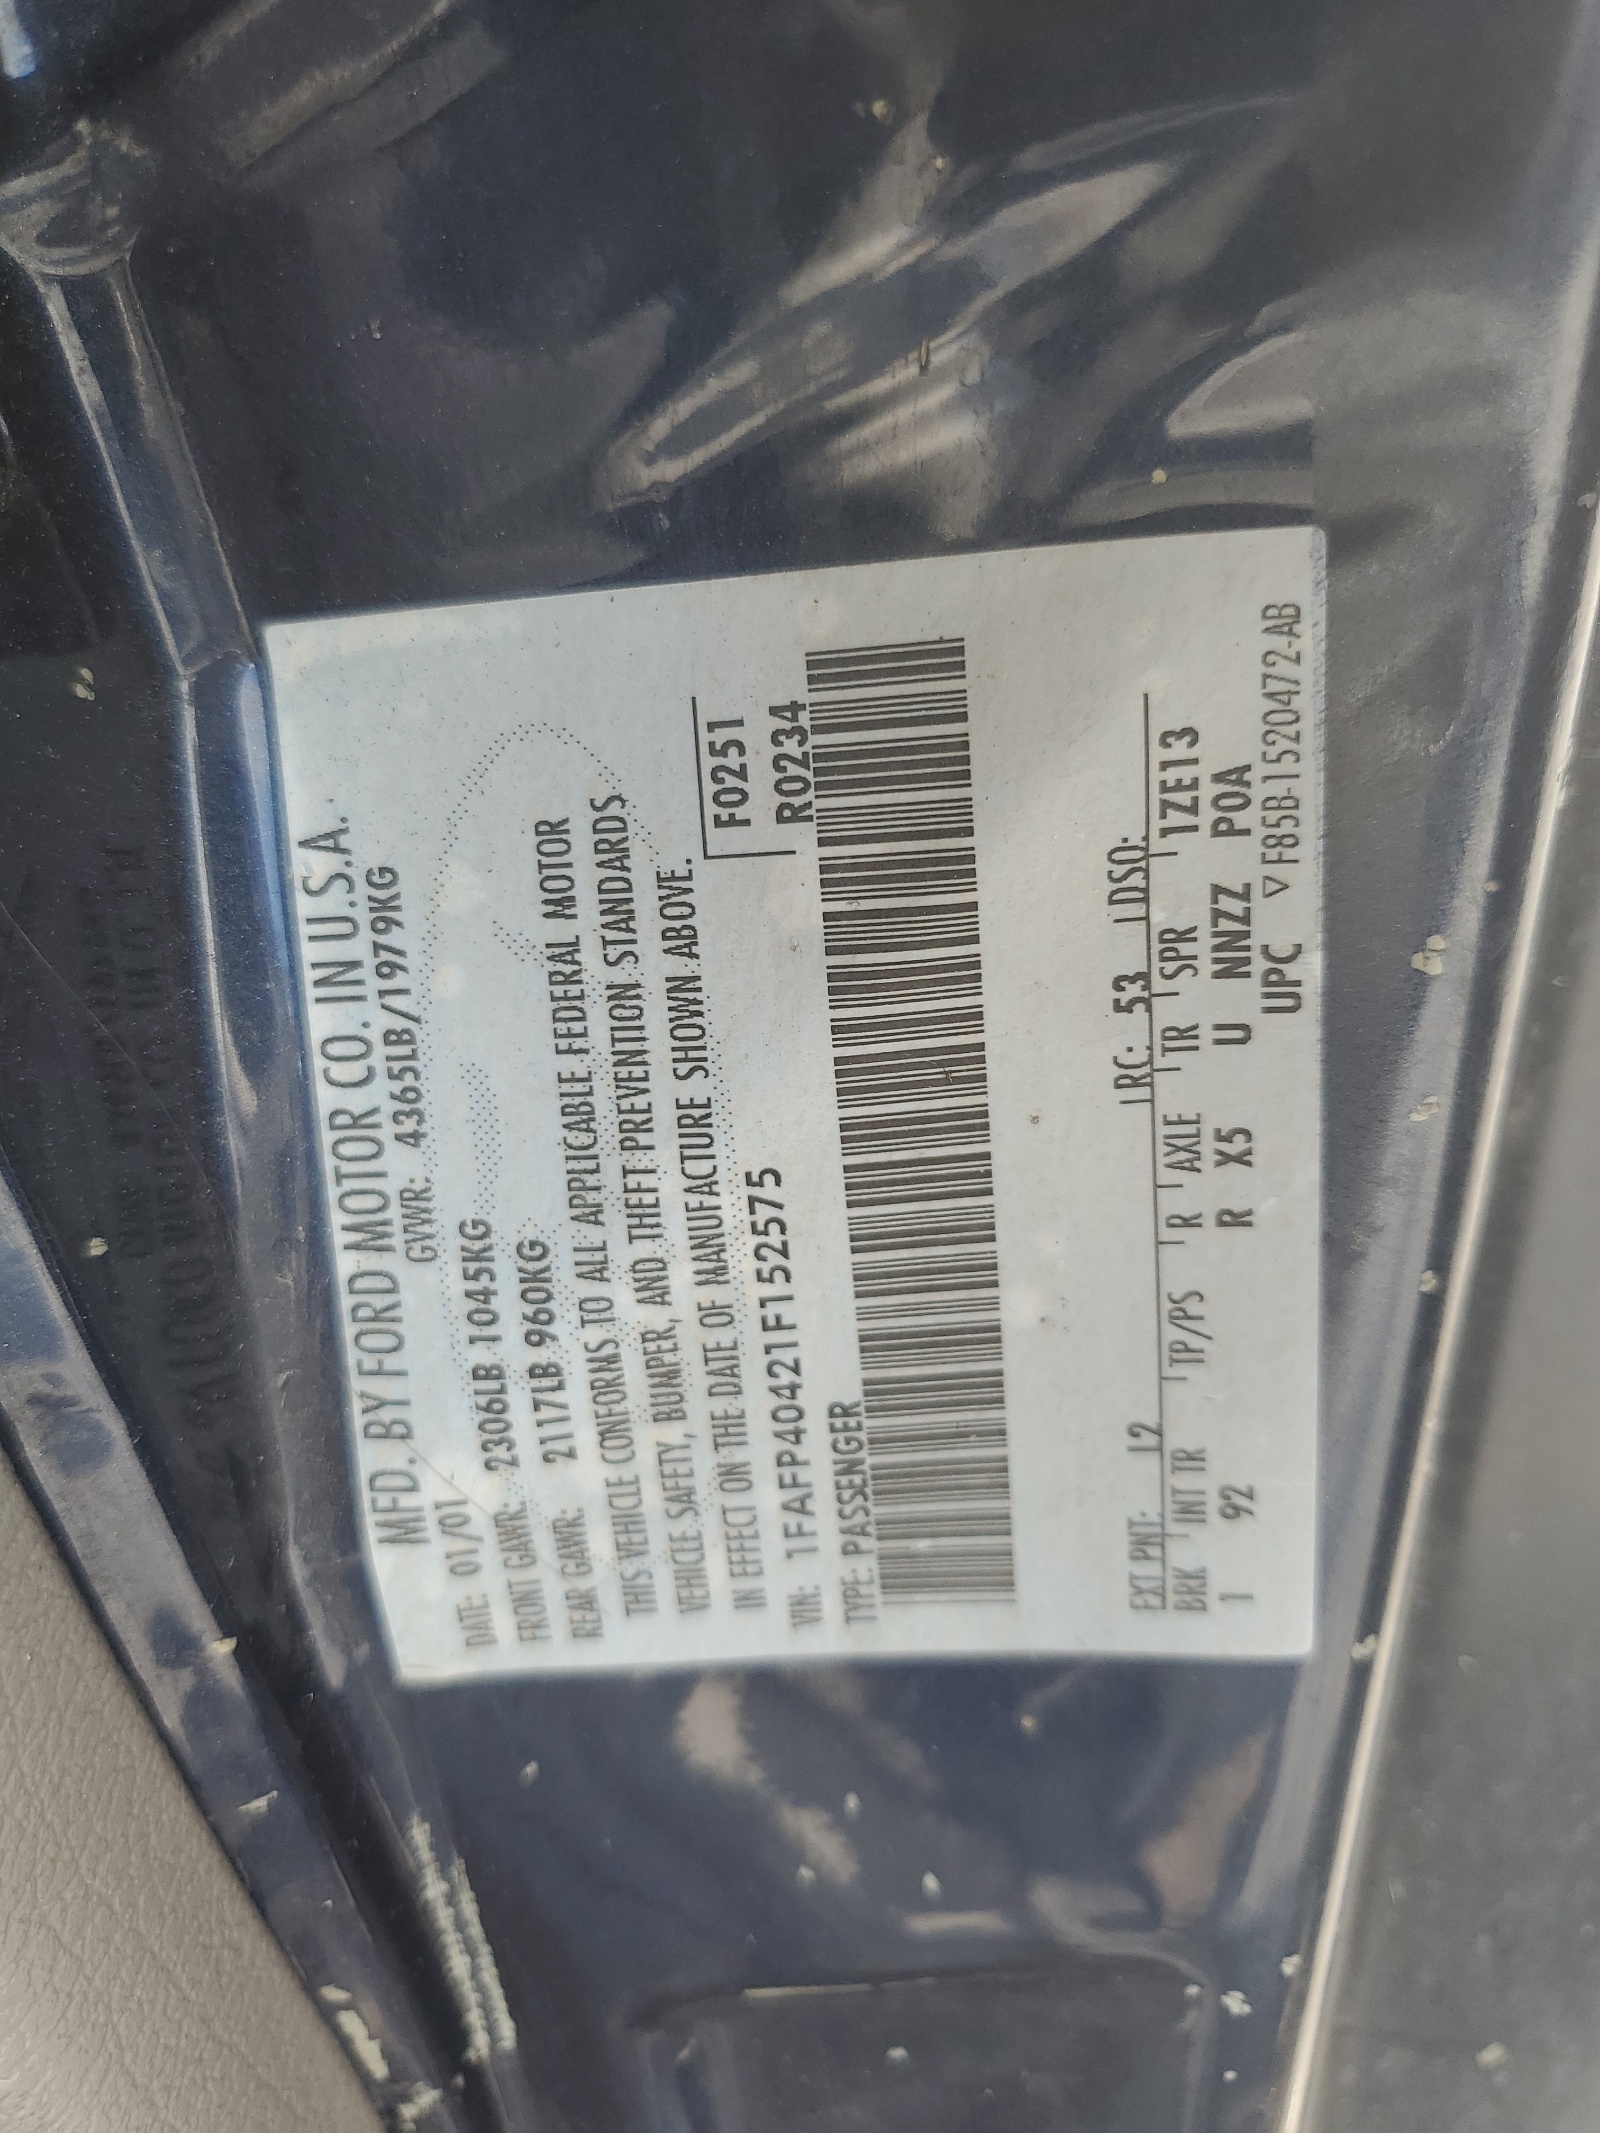 MFD. BY FORD MOTOR CO. IN U.S.A.
DATE: 01/01 GVWR: 4365LB/1979KG
FRONT GAWR: 2306LB 1045KG
REAR GAWR: 2117LB 960KG
THIS VEHICLE CONFORMS TO ALL APPLICABLE FEDERAL MOTOR
VEHICLE SAFETY, BUMPER, AND THEFT PREVENTION STANDARDS
IN EFFECT ON THE DATE OF MANUFACTURE SHOWN ABOVE.
VIN: 1FAFP40421F152575 F0251
TYPE: PASSENGER R0234
EXT PNT: 12 RC: 53 DSO:
BRK INT TR TP/PS R AXLE TR SPR 1ZE13
1 92 R X5 U NNZZ P0A
UPC ▽ F85B-1520472-AB